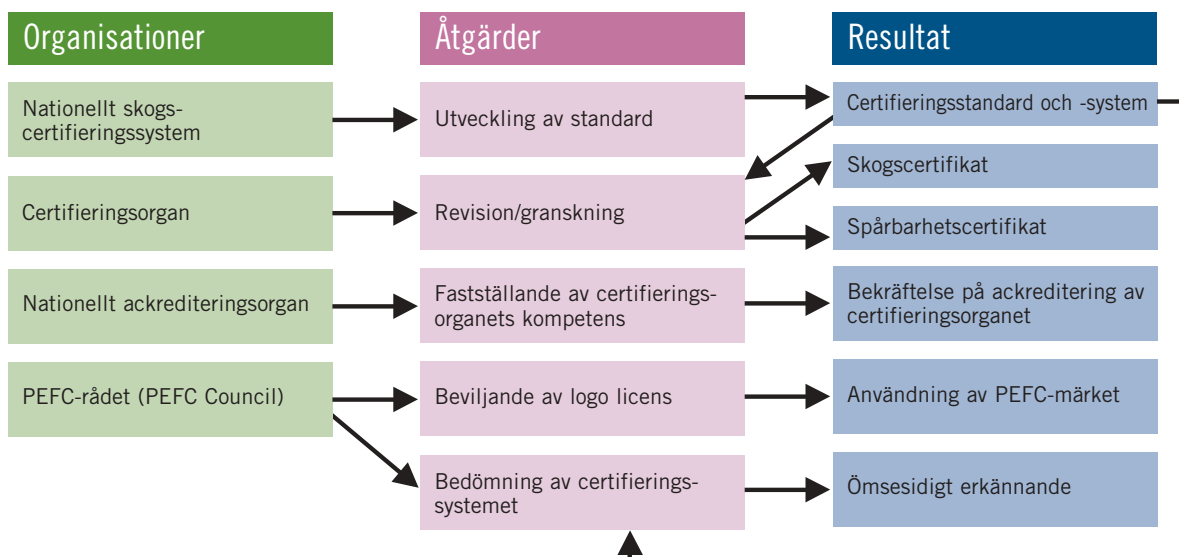 Organisationer
Åtgärder
Resultat
Nationellt skogs-
certifieringssystem
Utveckling av standard
Certifieringsstandard och -system
Skogscertifikat
Certifieringsorgan
Revision/granskning
Spårbarhetscertifikat
Nationellt ackrediteringsorgan
Fastställande av certifierings-
organets kompetens
Bekräftelse på ackreditering av
certifieringsorganet
PEFC-rådet (PEFC Council)
Beviljande av logo licens
Användning av PEFC-märket
Bedömning av certifierings-
systemet
Ömsesidigt erkännande